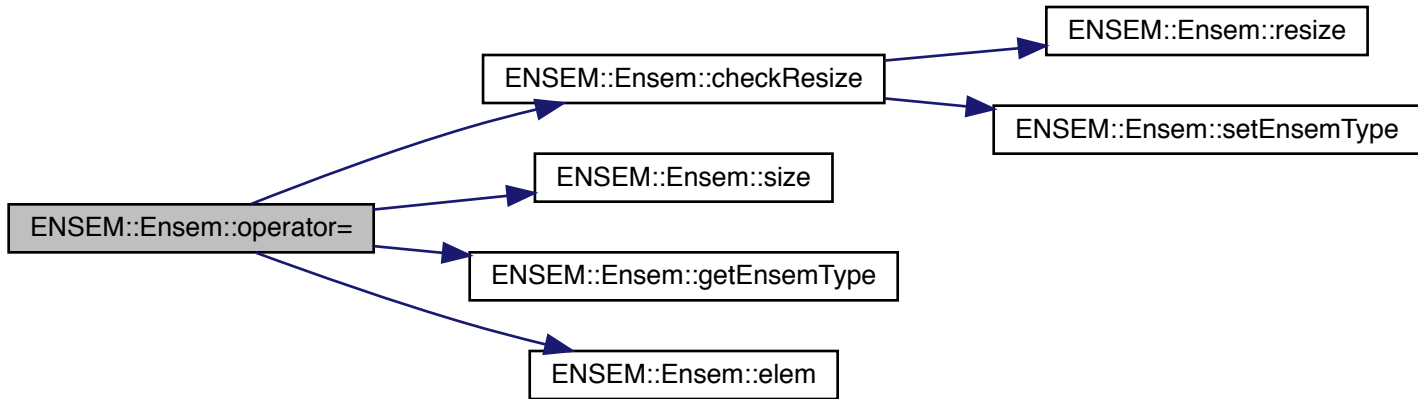 ENSEM::Ensem::resize
ENSEM::Ensem::checkResize
ENSEM::Ensem::setEnsemType
ENSEM::Ensem::size
ENSEM::Ensem::operator=
ENSEM::Ensem::getEnsemType
ENSEM::Ensem::elem